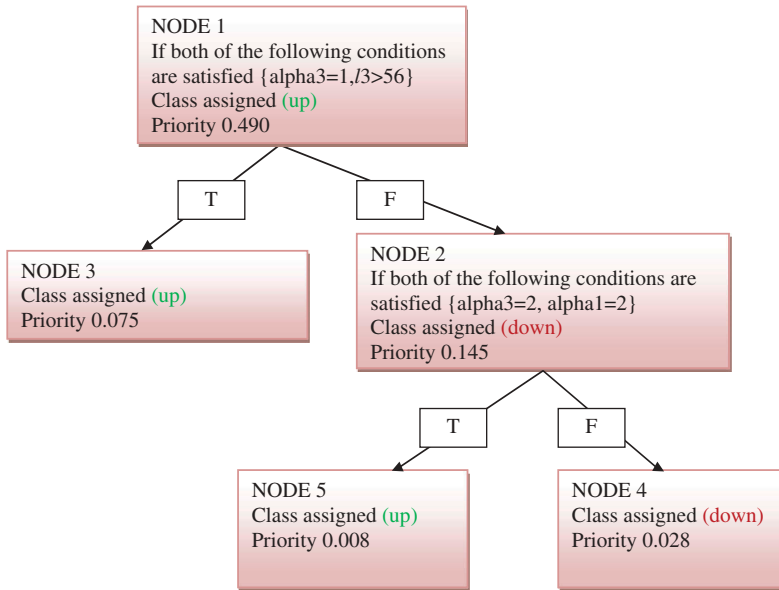 NODE 1
If both of the following conditions
are satisfied {alpha3=1,l3>56}
Class assigned (up)
Priority 0.490
T
F
NODE 3
Class assigned (up)
Priority 0.075
NODE 2
If both of the following conditions are
satisfied {alpha3=2, alpha1=2}
Class assigned (down)
Priority 0.145
T
F
NODE 5
Class assigned (up)
Priority 0.008
NODE 4
Class assigned (down)
Priority 0.028